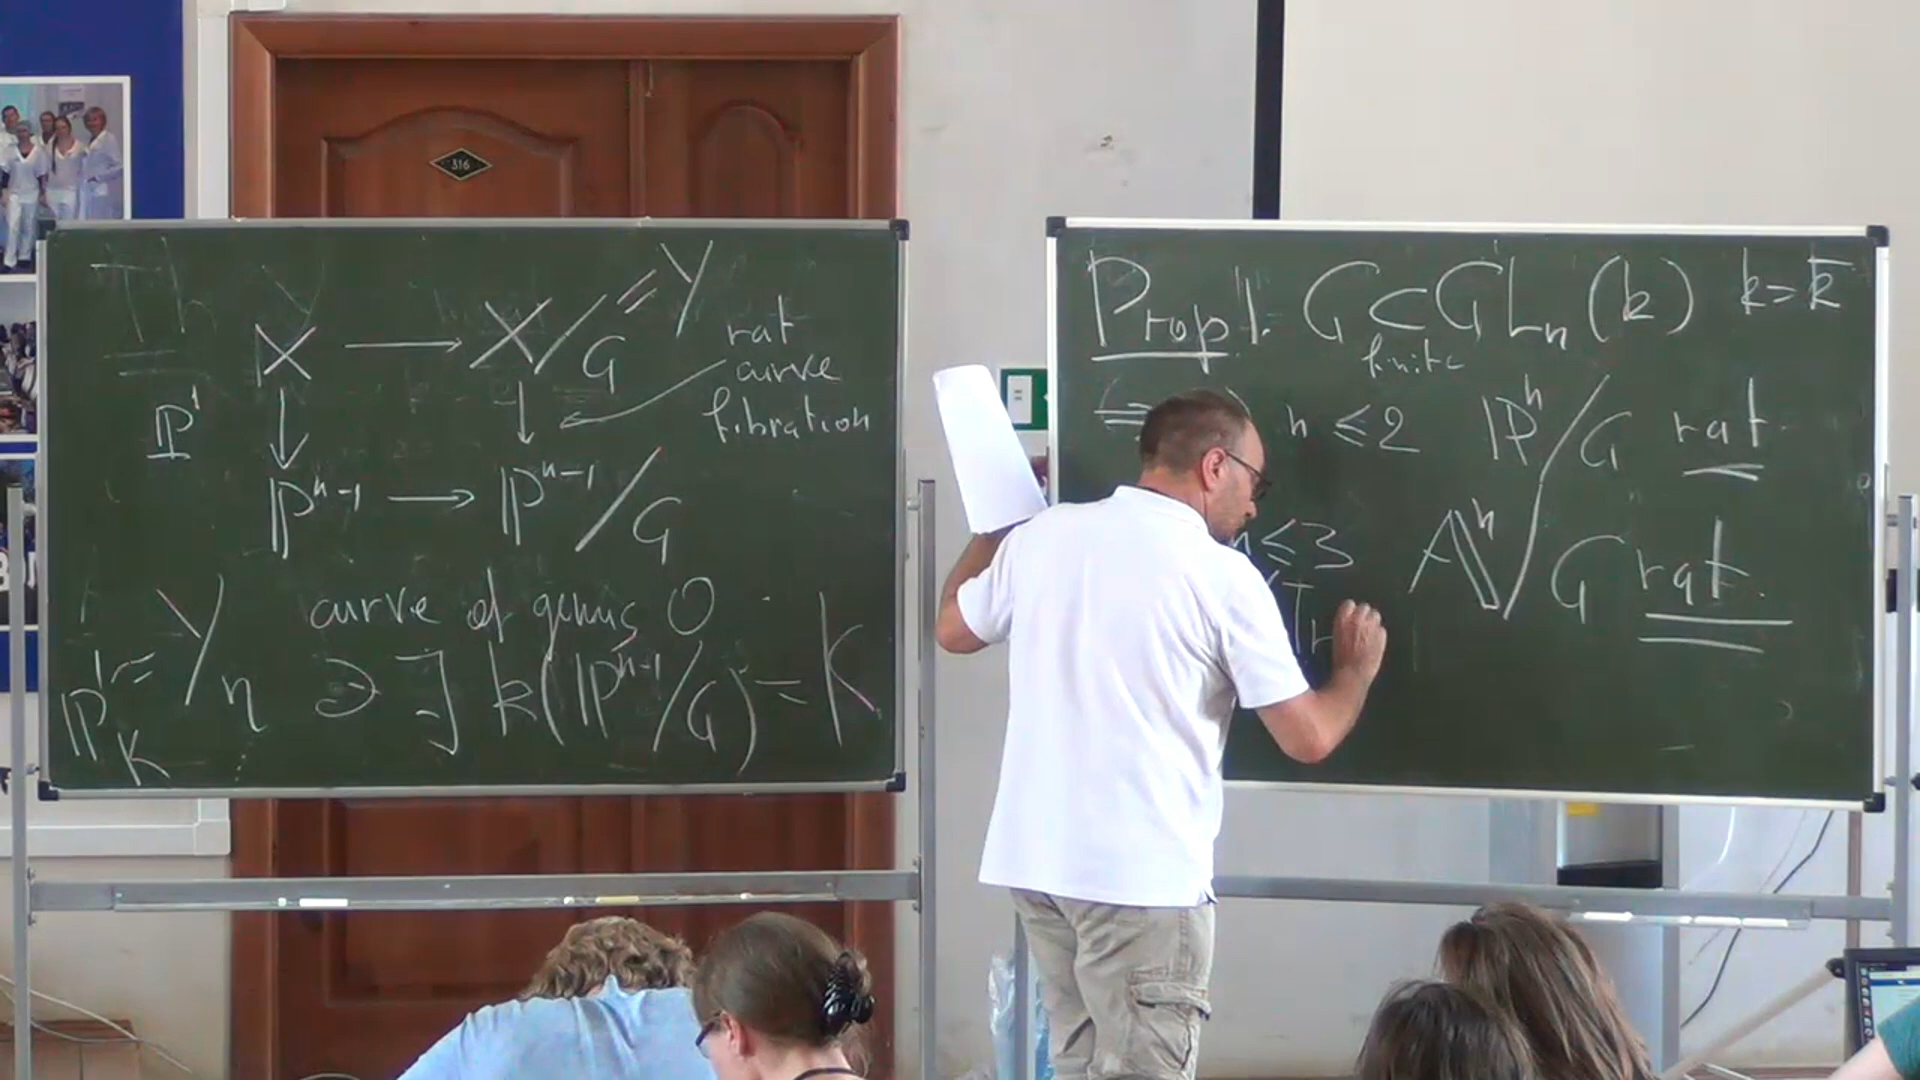 316
Th
X → X/G = Y
rat
curve
fibration
ℙ¹ ↓ ↓
ℙⁿ⁻¹ → ℙⁿ⁻¹/G
Y curve of genus 0
ℙ¹_K = Y_η ∋ ∃ k(ℙⁿ⁻¹/G) = K
Prop 1. G ⊂ GLₙ(k) k = k̄
finite
⇒ n ≤ 2 ℙⁿ/G rat.
n ≤ 3 𝔸ⁿ/G rat.